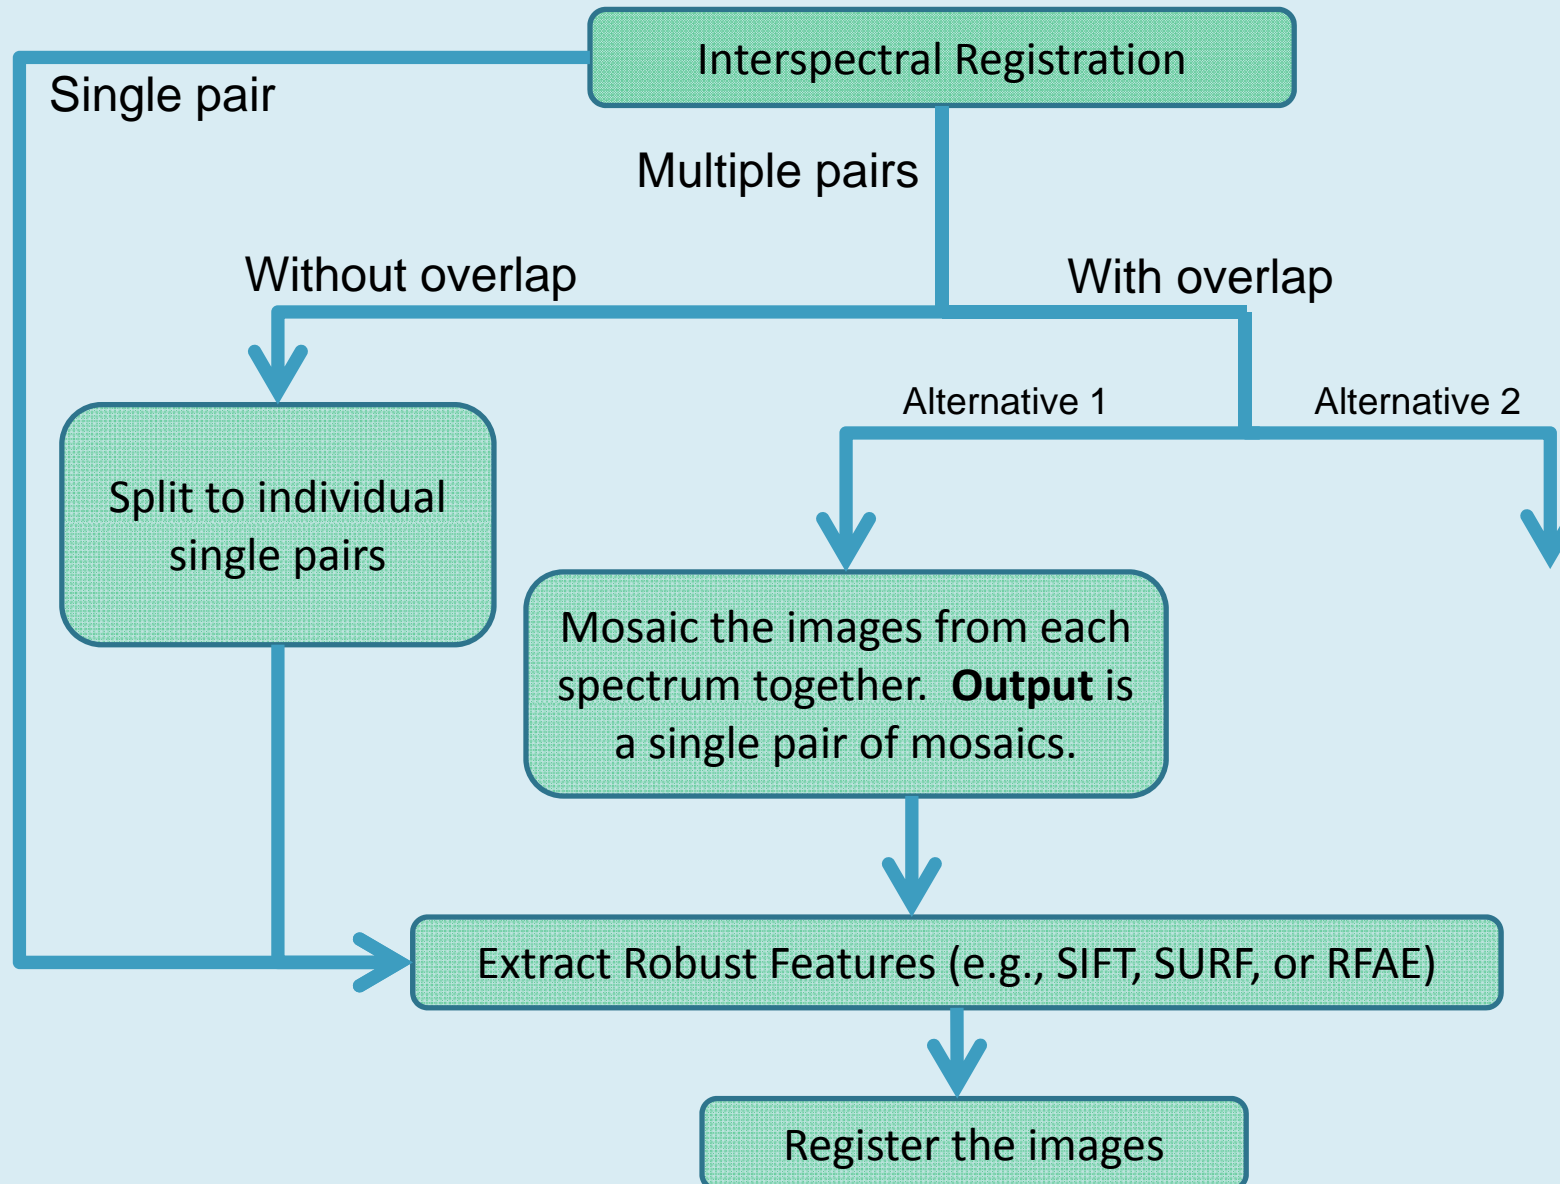 Interspectral Registration
Single pair
Multiple pairs
Without overlap
With overlap
Alternative 1
Alternative 2
Split to individual
single pairs
Mosaic the images from each
spectrum together.  Output is
a single pair of mosaics.
Extract Robust Features (e.g., SIFT, SURF, or RFAE)
Register the images